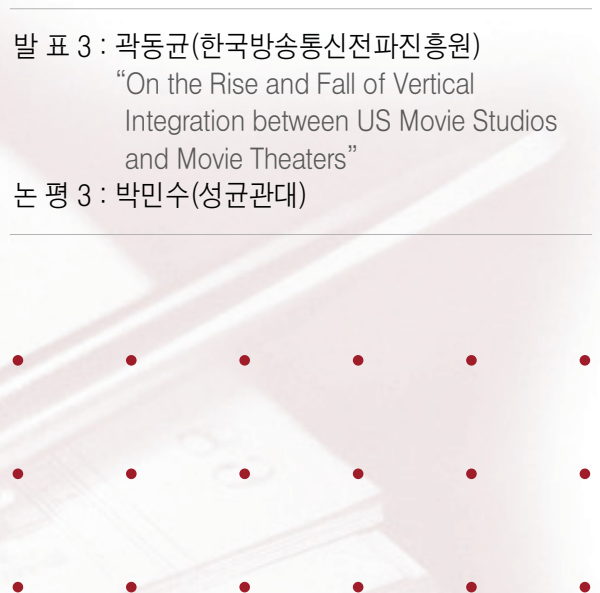 발 표 3 : 곽동균(한국방송통신전파진흥원)
“On the Rise and Fall of Vertical
Integration between US Movie Studios
and Movie Theaters”
논 평 3 : 박민수(성균관대)